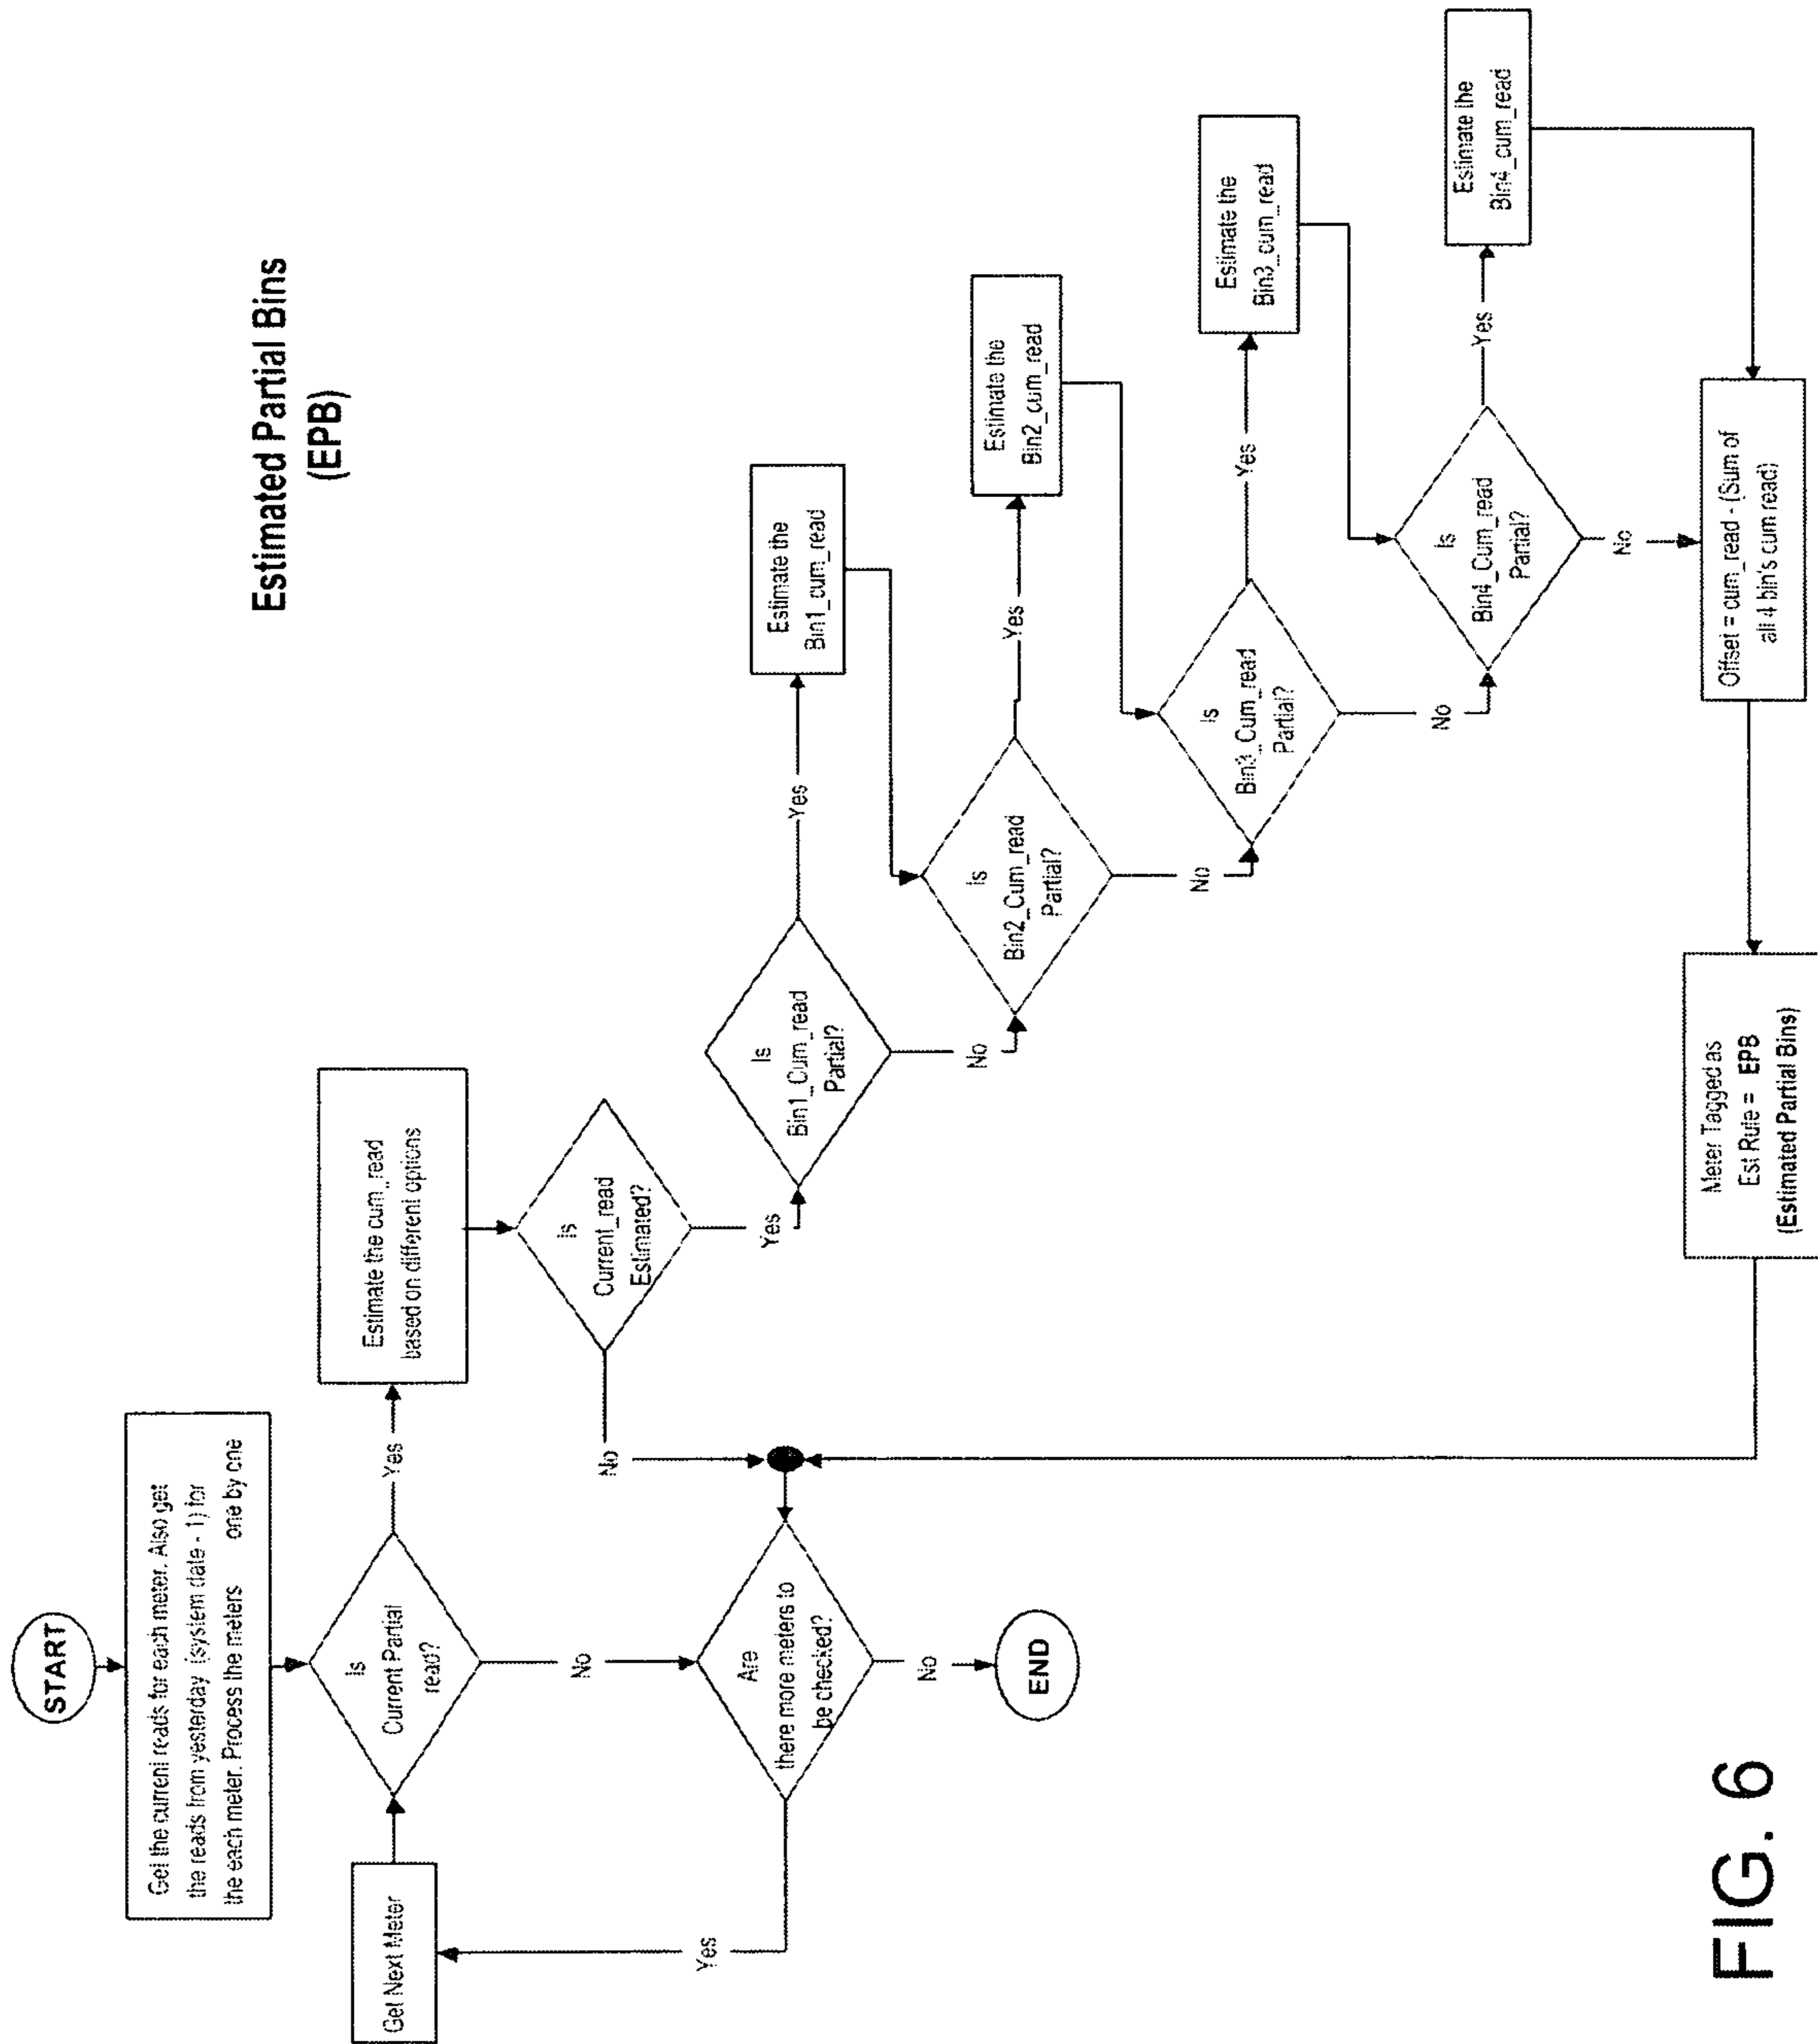 Estimated Partial Bins
(EPB)
START
Get the current reads for each meter. Also get
the reads from yesterday (system date - 1) for
the each meter. Process the meters one by one
Get Next Meter
Is
Current Partial
read?
Yes
Estimate the cum_read
based on different options
No
Is
Current_read
Estimated?
No
Yes
Are
there more meters to
be checked?
Yes
No
END
Is
Bin1_Cum_read
Partial?
Yes
Estimate the
Bin1_cum_read
No
Is
Bin2_Cum_read
Partial?
Yes
Estimate the
Bin2_cum_read
No
Is
Bin3_Cum_read
Partial?
Yes
Estimate the
Bin3_cum_read
No
Is
Bin4_Cum_read
Partial?
Yes
Estimate the
Bin4_cum_read
No
Offset = cum_read - (Sum of
all 4 bin's cum read)
Meter Tagged as
Est Rule = EPB
(Estimated Partial Bins)
FIG. 6